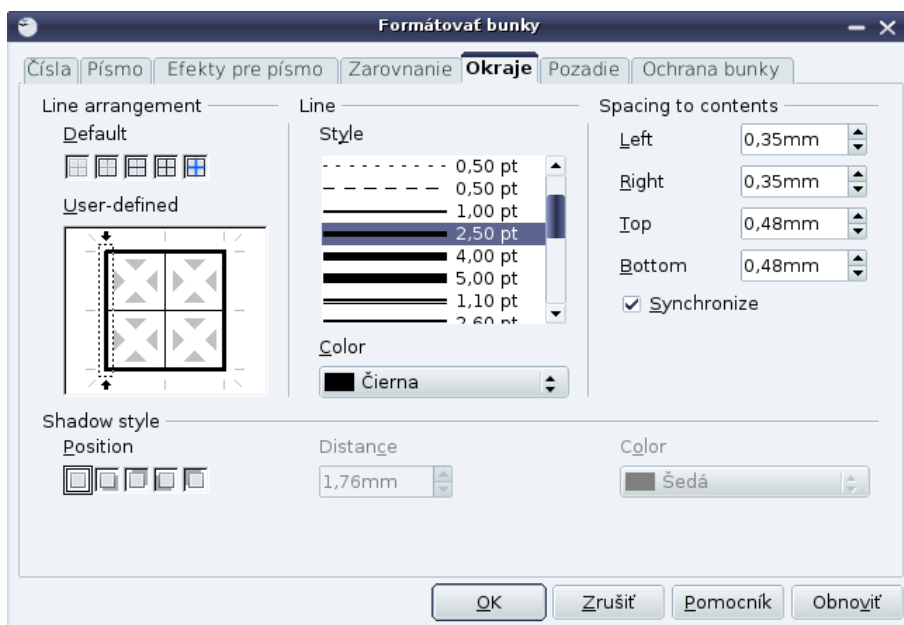 Formátovať bunky
Čísla Písmo Efekty pre písmo Zarovnanie Okraje Pozadie Ochrana bunky
Line arrangement
Default
User-defined
Line
Style
0,50 pt
0,50 pt
1,00 pt
2,50 pt
4,00 pt
5,00 pt
1,10 pt
2,60 pt
Color
Čierna
Spacing to contents
Left 0,35mm
Right 0,35mm
Top 0,48mm
Bottom 0,48mm
Synchronize
Shadow style
Position
Distance
1,76mm
Color
Šedá
OK Zrušiť Pomocník Obnoviť